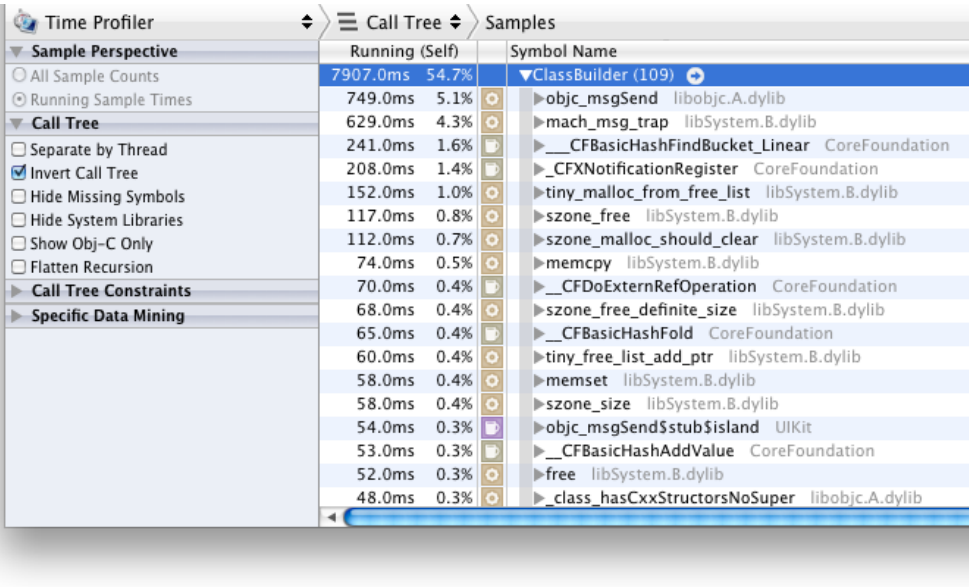 Time Profiler Call Tree Samples
Sample Perspective
All Sample Counts
Running Sample Times
Call Tree
Separate by Thread
Invert Call Tree
Hide Missing Symbols
Hide System Libraries
Show Obj-C Only
Flatten Recursion
Call Tree Constraints
Specific Data Mining
Running (Self) Symbol Name
7907.0ms 54.7% ClassBuilder (109)
749.0ms 5.1% objc_msgSend libobjc.A.dylib
629.0ms 4.3% mach_msg_trap libSystem.B.dylib
241.0ms 1.6% ___CFBasicHashFindBucket_Linear CoreFoundation
208.0ms 1.4% _CFXNotificationRegister CoreFoundation
152.0ms 1.0% tiny_malloc_from_free_list libSystem.B.dylib
117.0ms 0.8% szone_free libSystem.B.dylib
112.0ms 0.7% szone_malloc_should_clear libSystem.B.dylib
74.0ms 0.5% memcpy libSystem.B.dylib
70.0ms 0.4% __CFDoExternRefOperation CoreFoundation
68.0ms 0.4% szone_free_definite_size libSystem.B.dylib
65.0ms 0.4% __CFBasicHashFold CoreFoundation
60.0ms 0.4% tiny_free_list_add_ptr libSystem.B.dylib
58.0ms 0.4% memset libSystem.B.dylib
58.0ms 0.4% szone_size libSystem.B.dylib
54.0ms 0.3% objc_msgSend$stub$island UIKit
53.0ms 0.3% __CFBasicHashAddValue CoreFoundation
52.0ms 0.3% free libSystem.B.dylib
48.0ms 0.3% _class_hasCxxStructorsNoSuper libobjc.A.dylib